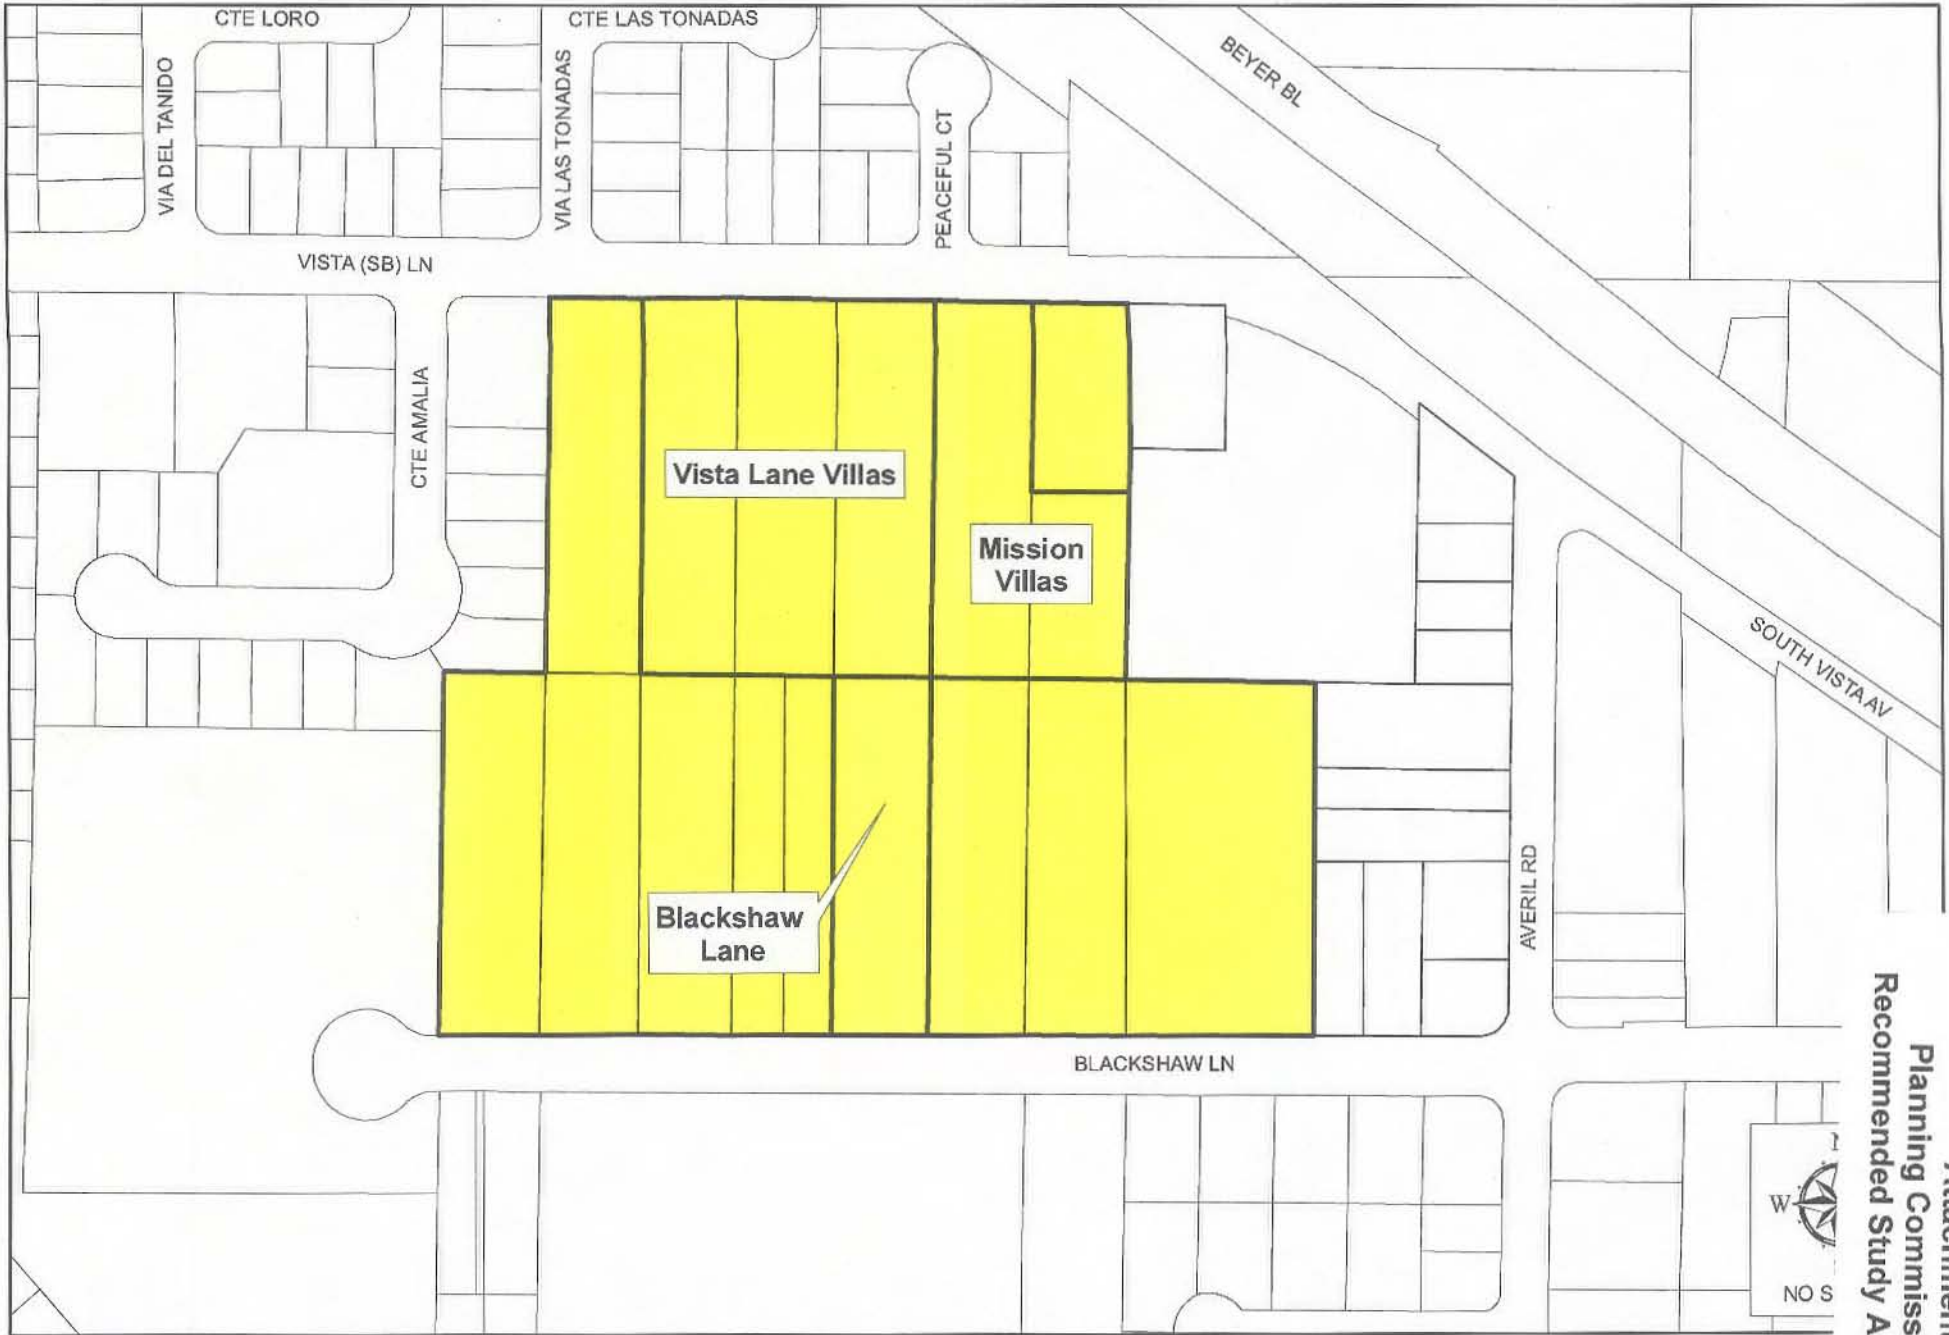 CTE LORO
CTE LAS TONADAS
BEYER BL
VIA DEL TANIDO
VIA LAS TONADAS
PEACEFUL CT
VISTA (SB) LN
CTE AMALIA
Vista Lane Villas
Mission
Villas
SOUTH VISTA AV
Blackshaw
Lane
AVERIL RD
BLACKSHAW LN
Planning Commiss
Recommended Study A
W
NO S